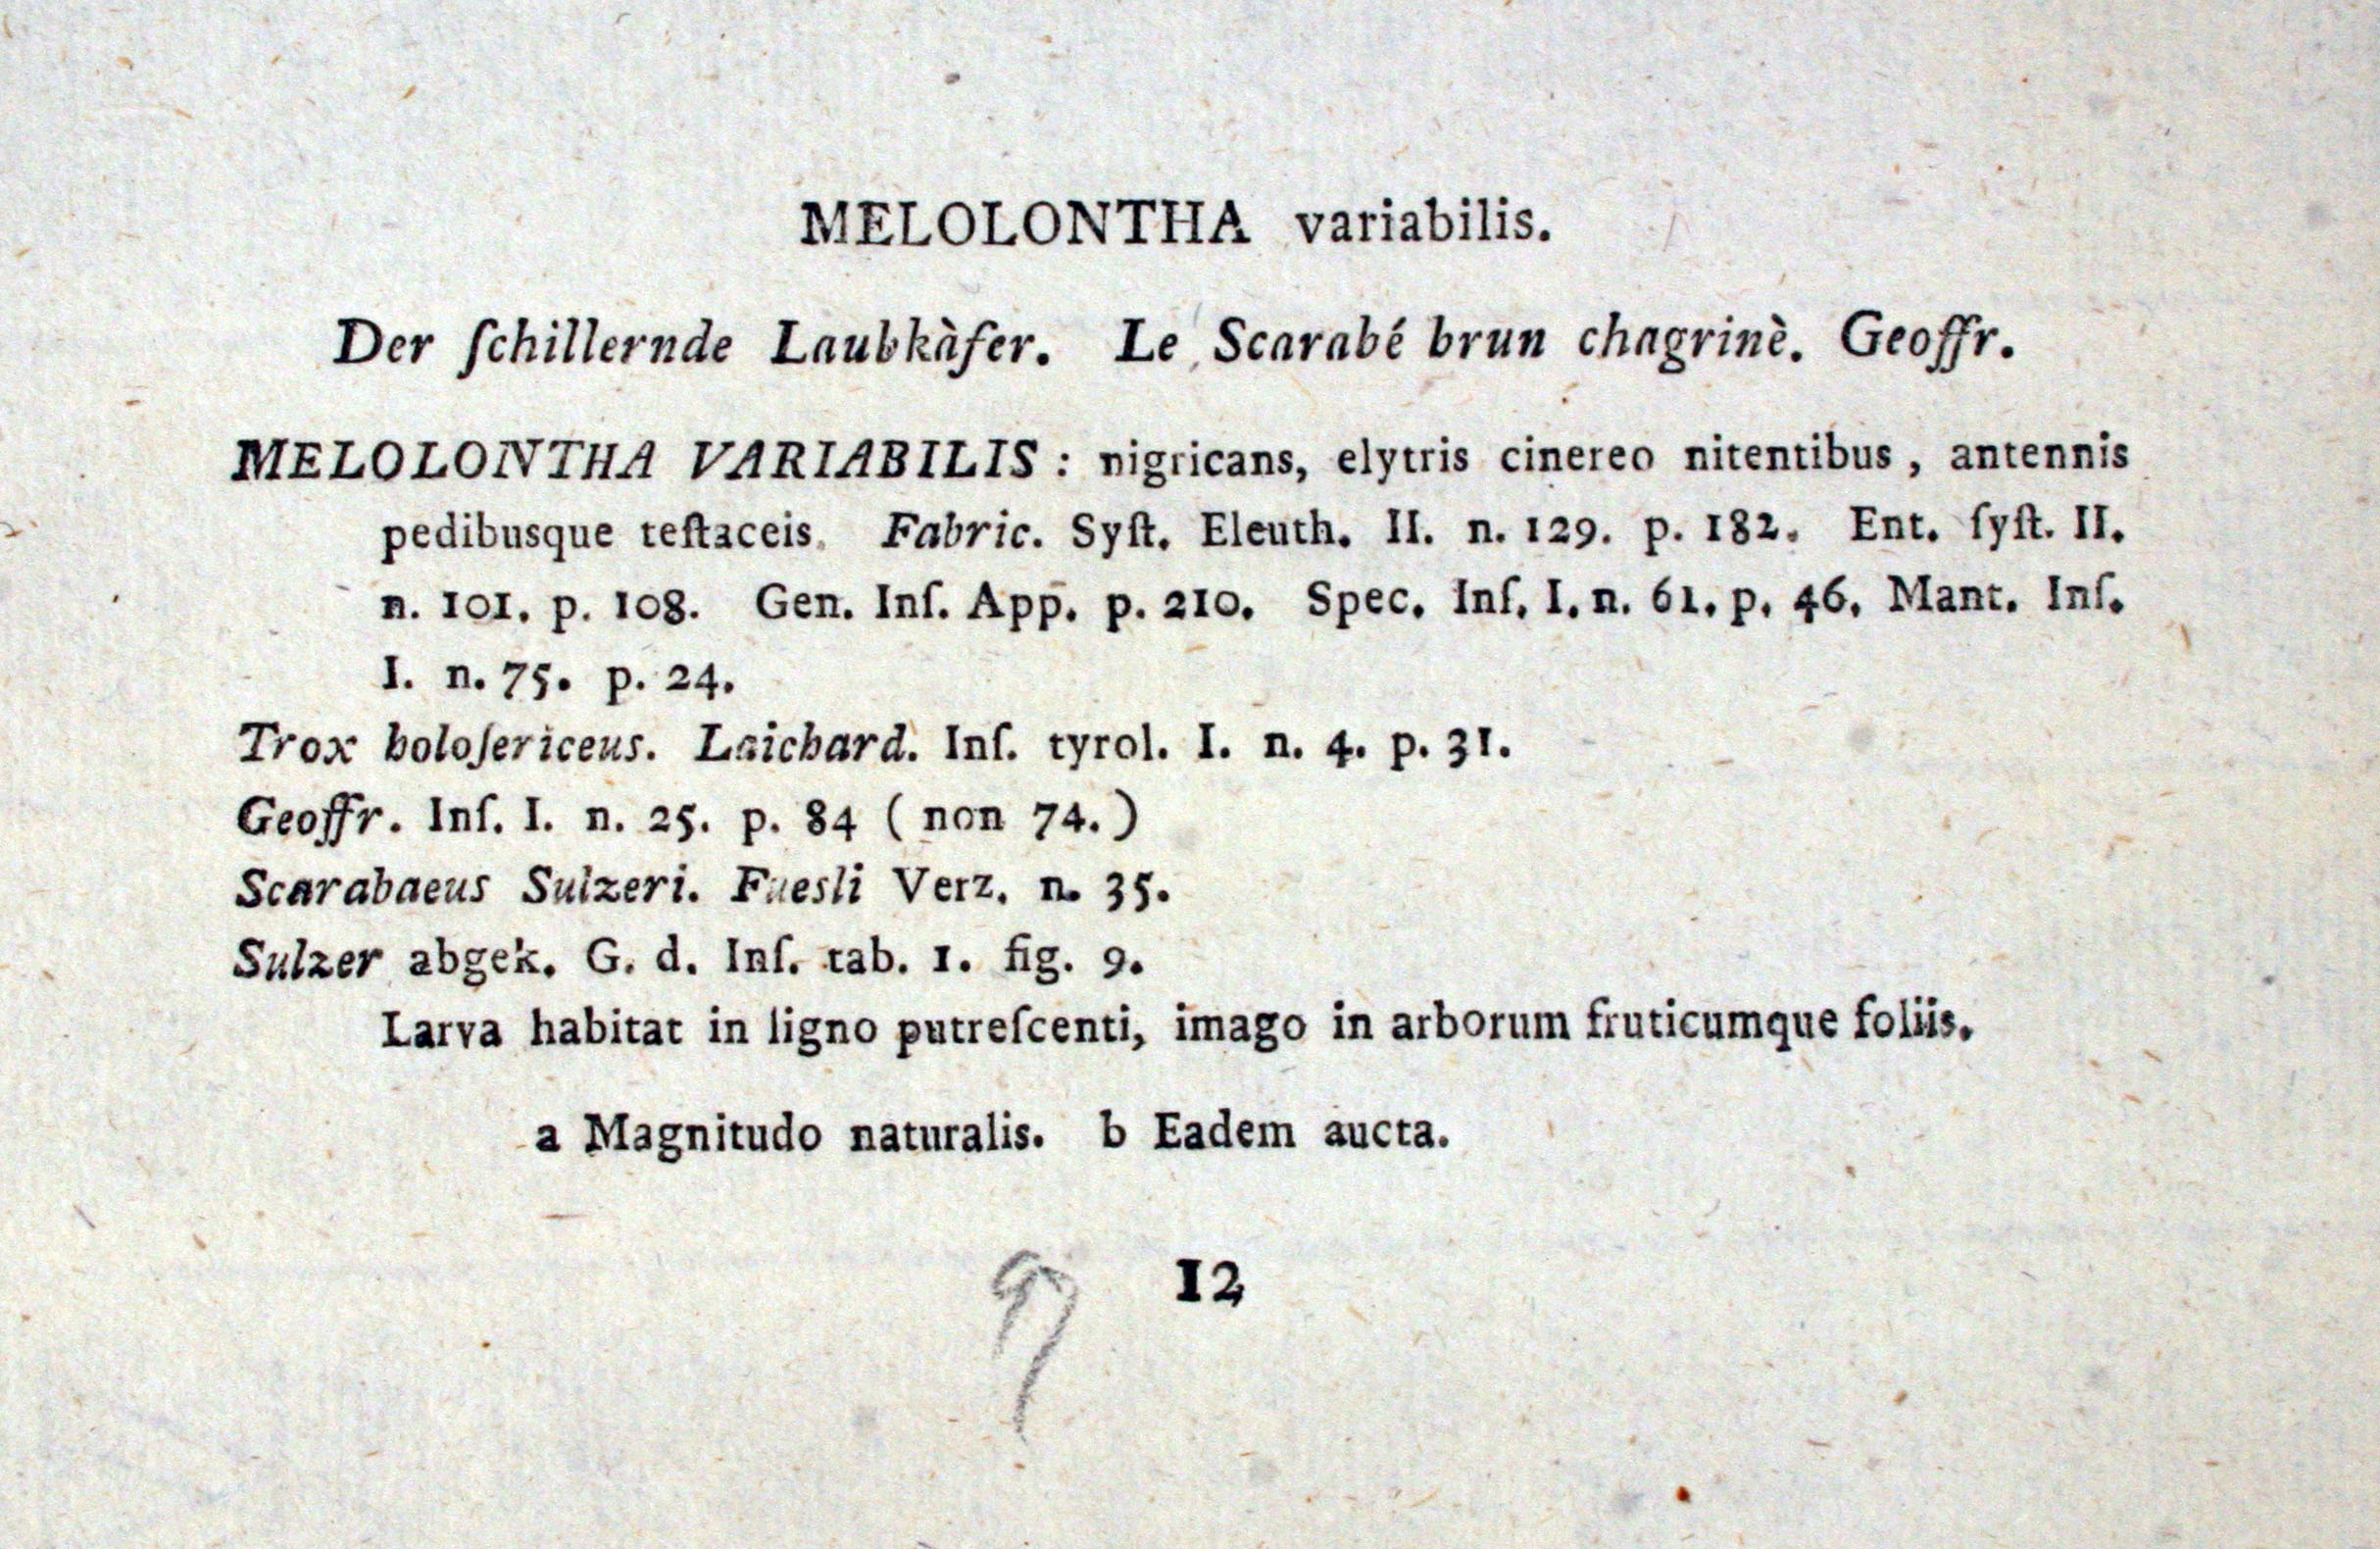 MELOLONTHA variabilis.
Der ſchillernde Laubkàfer. Le Scarabé brun chagrinè. Geoffr.
MELOLONTHA VARIABILIS : nigricans, elytris cinereo nitentibus , antennis
pedibusque teſtaceis. Fabric. Syſt. Eleuth. II. n. 129. p. 182. Ent. ſyſt. II.
n. 101. p. 108. Gen. Inſ. App. p. 210. Spec. Inſ. I. n. 61. p. 46. Mant. Inſ.
I. n. 75. p. 24.
Trox holoſericeus. Laichard. Inſ. tyrol. I. n. 4. p. 31.
Geoffr. Inſ. I. n. 25. p. 84 ( non 74. )
Scarabaeus Sulzeri. Fuesli Verz. n. 35.
Sulzer abgek. G. d. Inſ. tab. 1. fig. 9.
Larva habitat in ligno putreſcenti, imago in arborum fruticumque foliis.
a Magnitudo naturalis. b Eadem aucta.
12